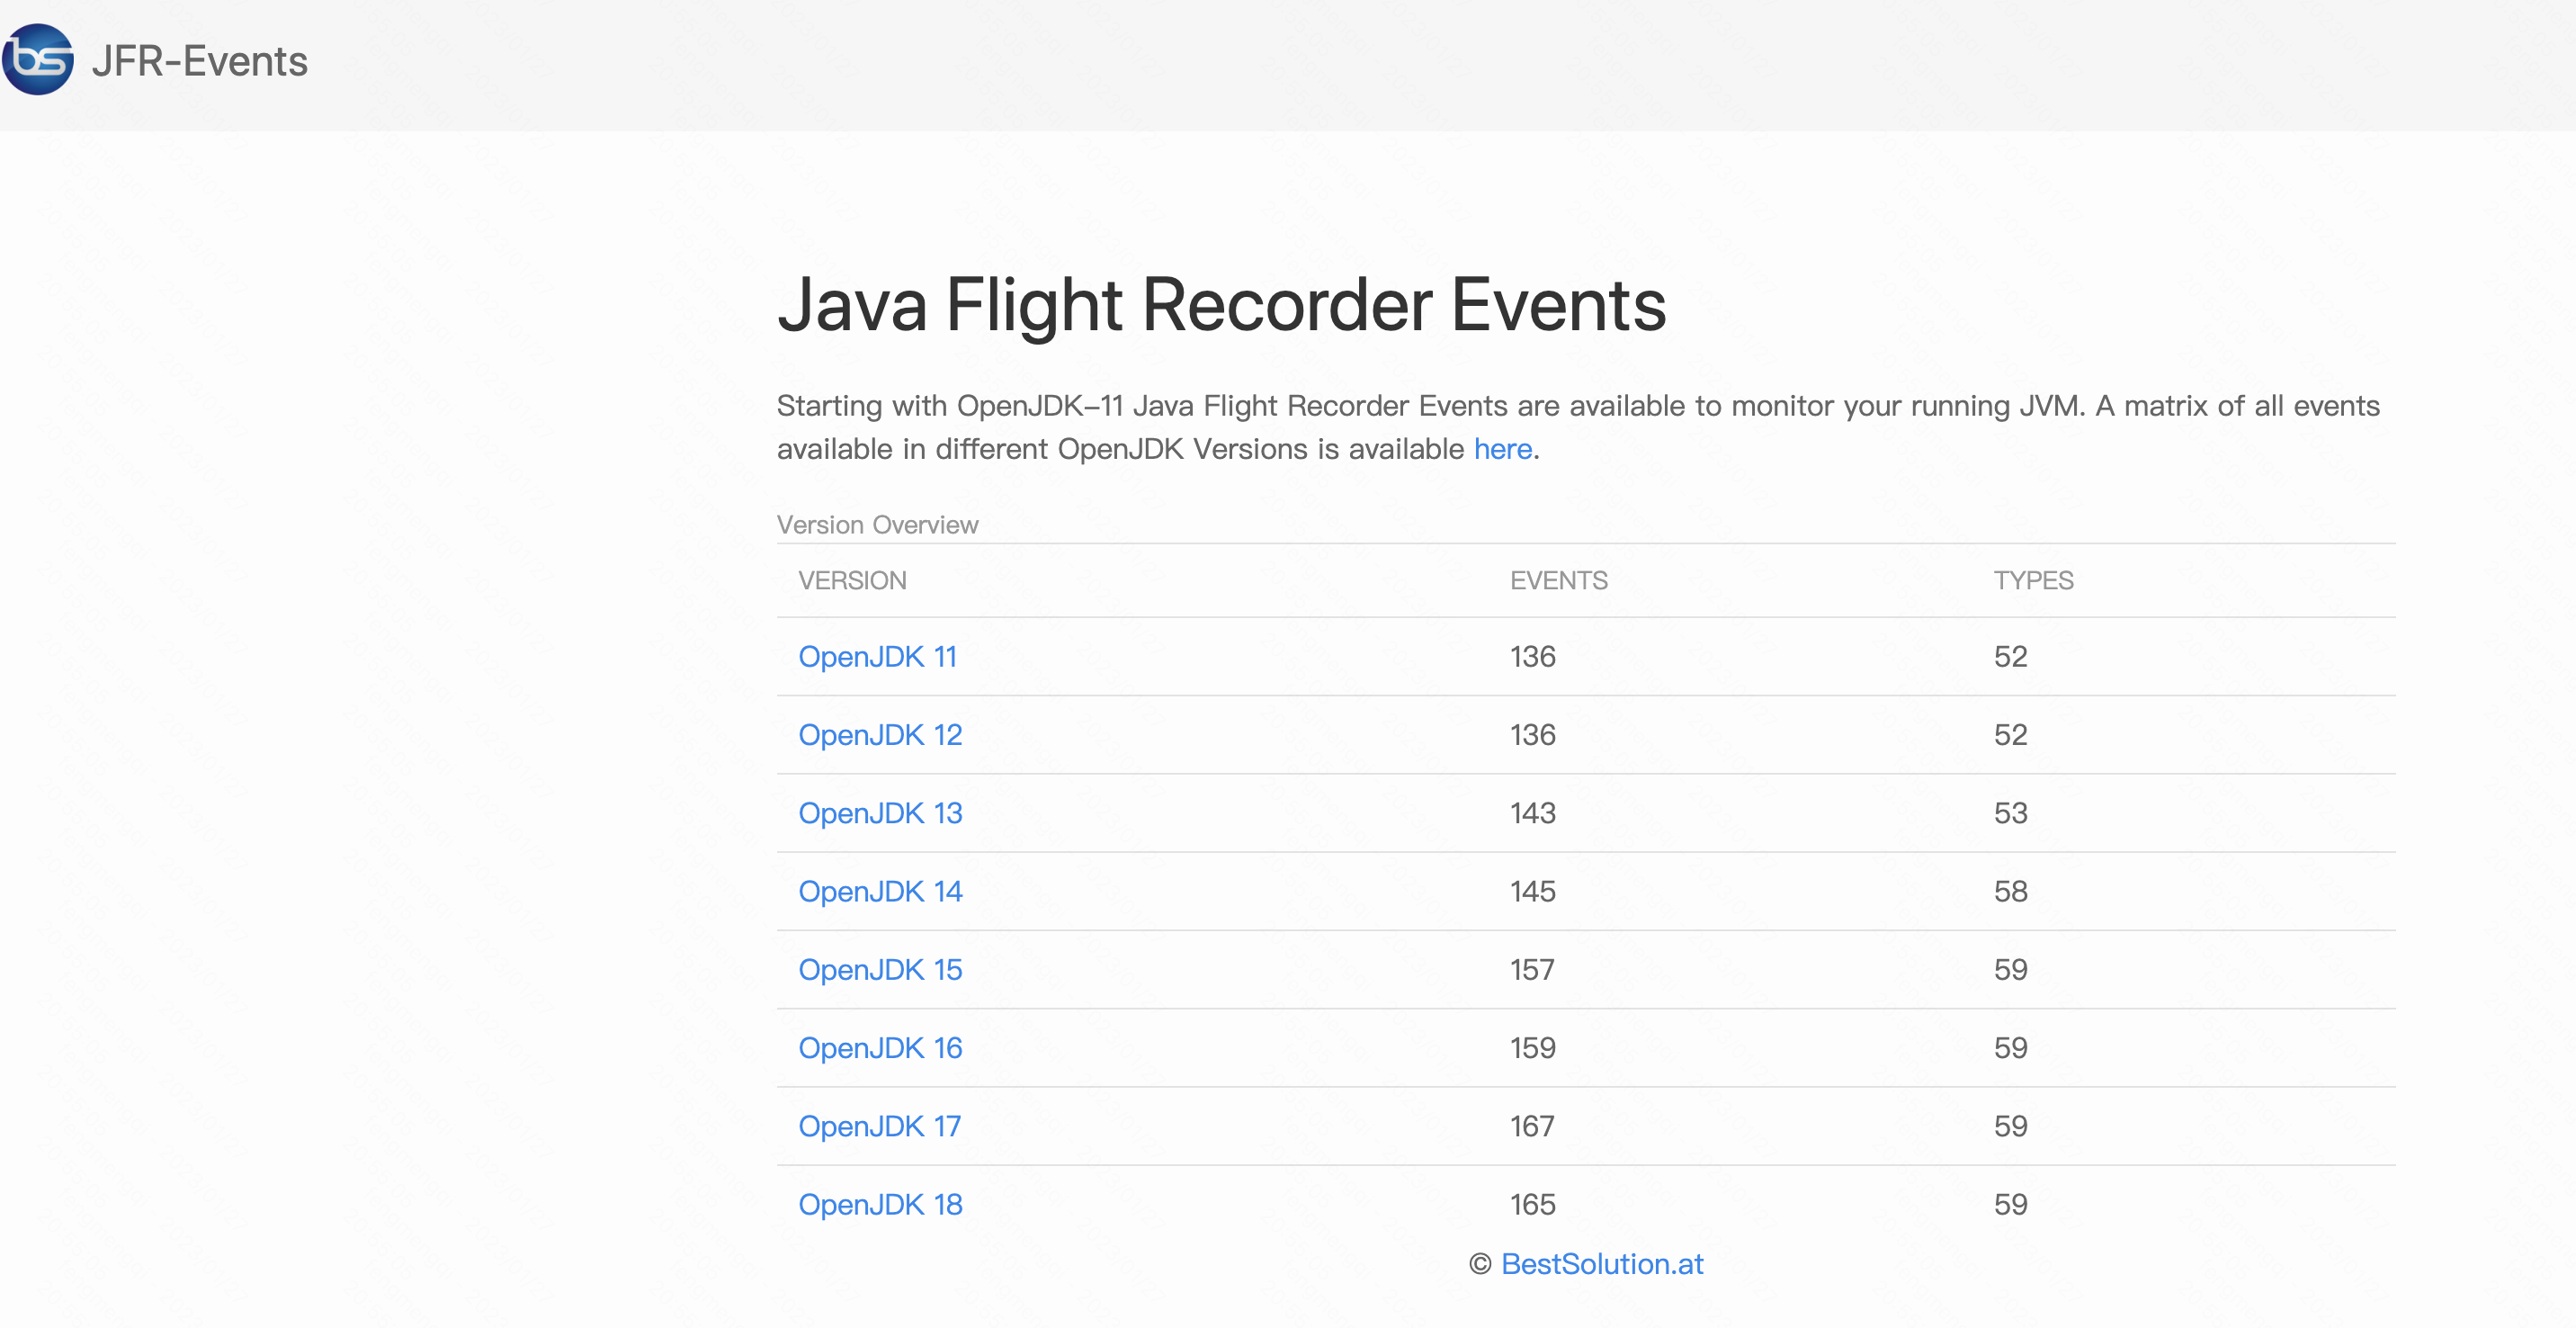 bs JFR-Events
Java Flight Recorder Events
Starting with OpenJDK-11 Java Flight Recorder Events are available to monitor your running JVM. A matrix of all events
available in different OpenJDK Versions is available here.
Version Overview
VERSION EVENTS TYPES
OpenJDK 11 136 52
OpenJDK 12 136 52
OpenJDK 13 143 53
OpenJDK 14 145 58
OpenJDK 15 157 59
OpenJDK 16 159 59
OpenJDK 17 167 59
OpenJDK 18 165 59
© BestSolution.at